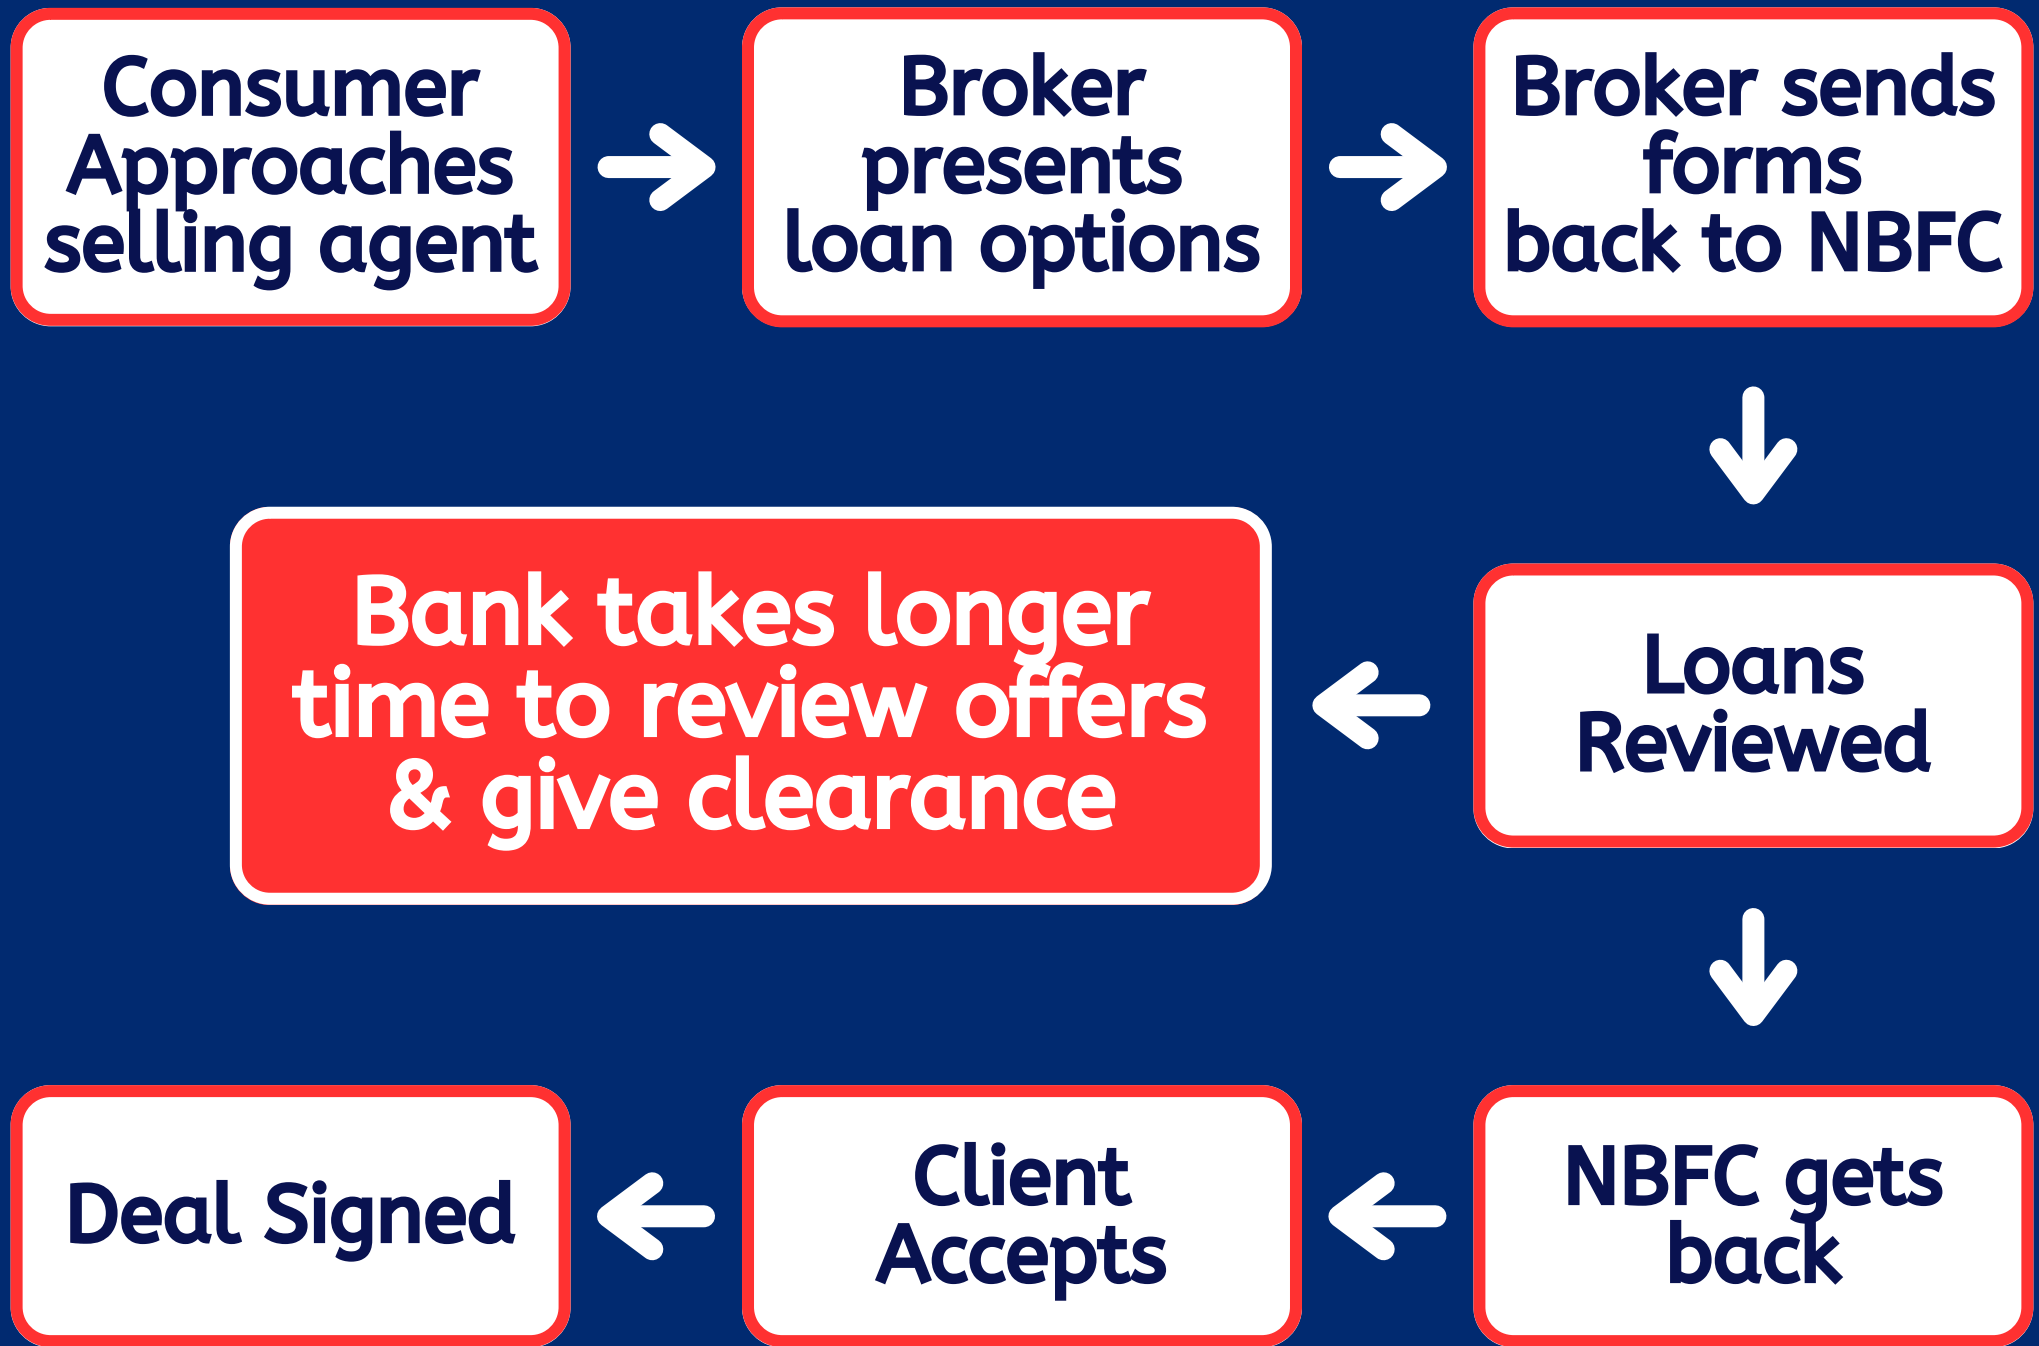 Consumer
Approaches
selling agent
Broker
presents
loan options
Broker sends
forms
back to NBFC
Bank takes longer
time to review offers
& give clearance
Loans
Reviewed
Deal Signed
Client
Accepts
NBFC gets
back